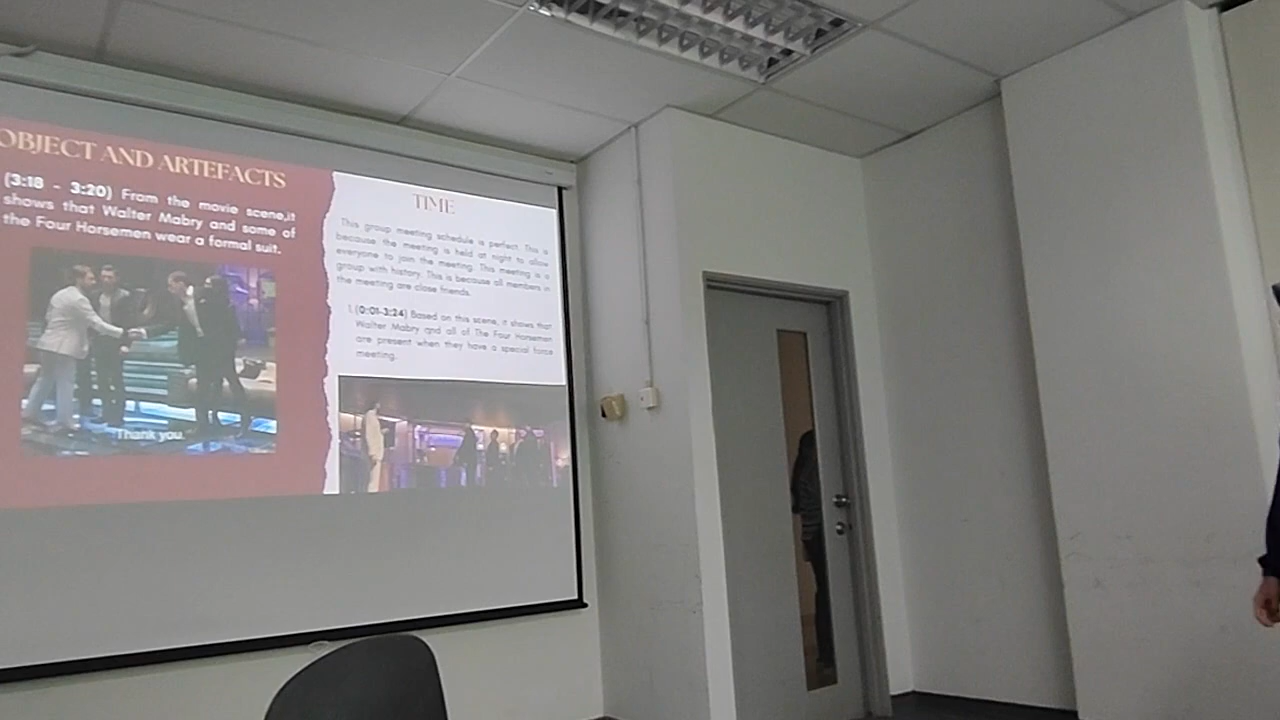 OBJECT AND ARTEFACTS
(3:18 - 3:20) From the movie scene,it
shows that Walter Mabry and some of
the Four Horsemen wear a formal suit.
Thank you.
TIME
This group meeting schedule is perfect. This is
because the meeting is held at night to allow
everyone to join the meeting. This meeting is a
group with history. This is because all members in
the meeting are close friends.
1.(0:01-3:24) Based on this scene, it shows that
Walter Mabry and all of The Four Horsemen
are present when they have a special force
meeting.